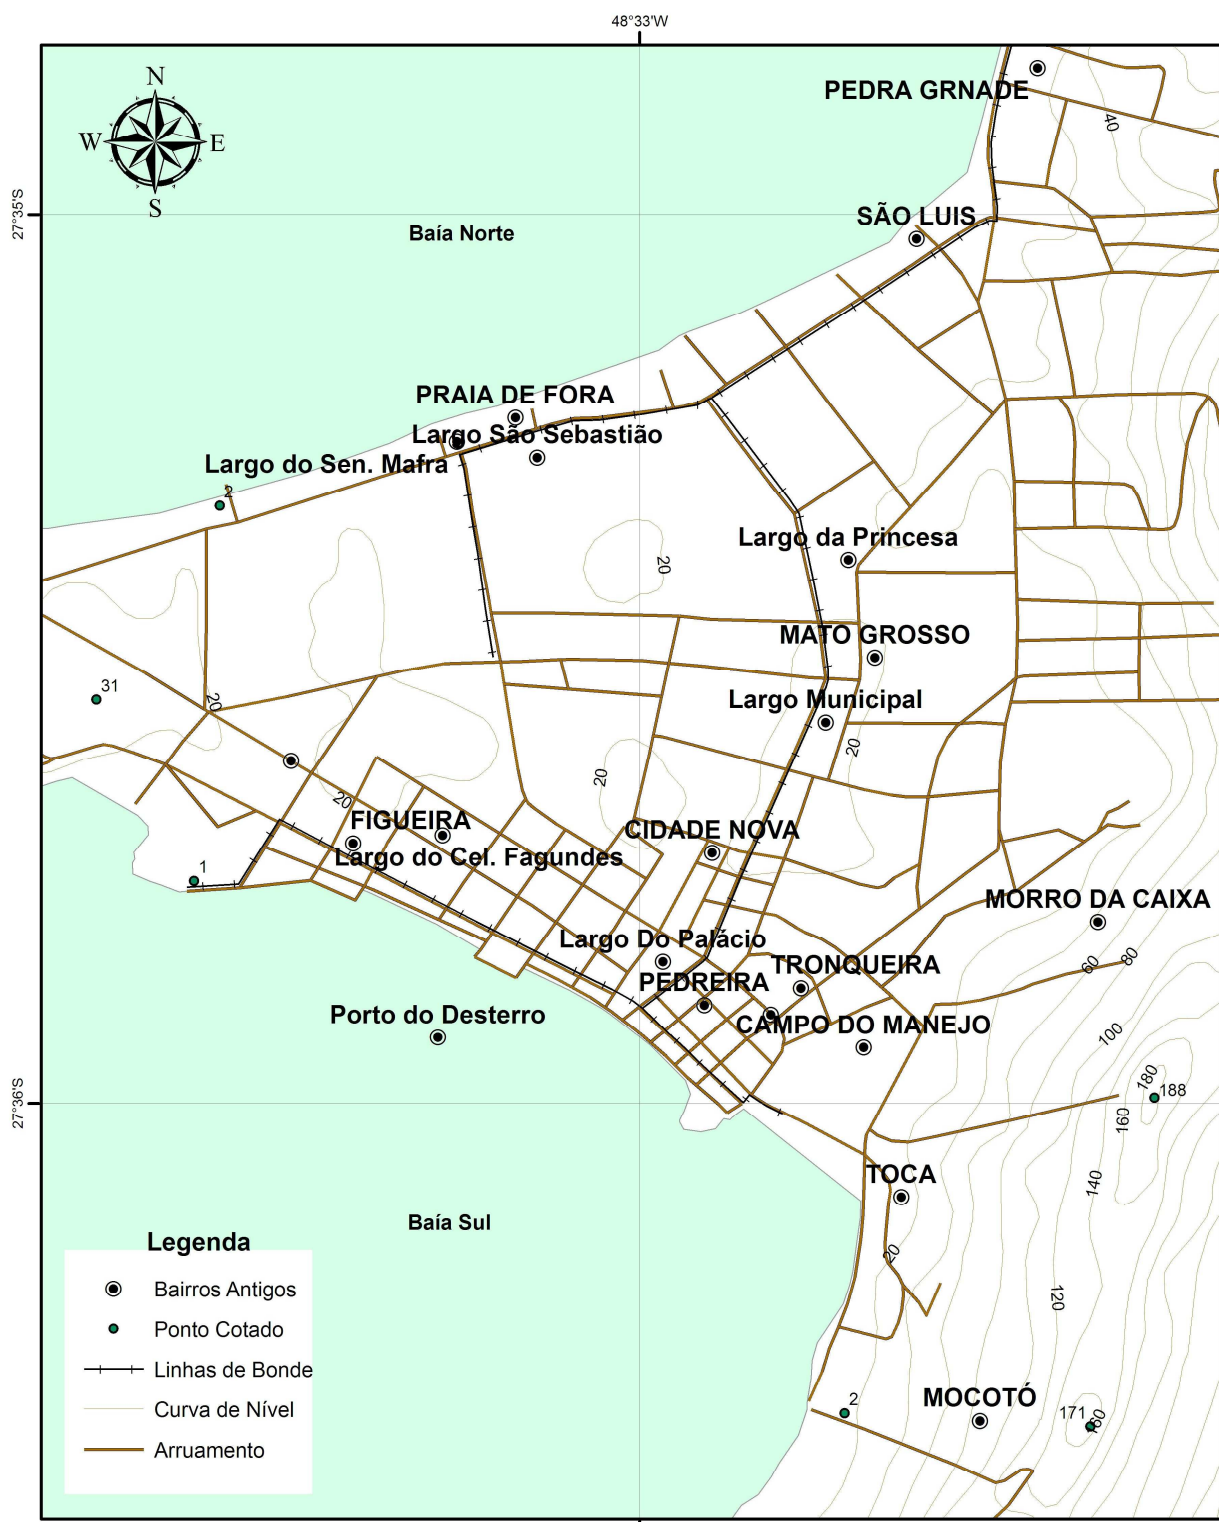 48°33'W
N
W E
S
27°35'S
27°36'S
PEDRA GRNADE
40
SÃO LUIS
Baía Norte
PRAIA DE FORA
Largo São Sebastião
Largo do Sen. Mafra
2
Largo da Princesa
20
MATO GROSSO
31
20
Largo Municipal
20
20
20
FIGUEIRA
CIDADE NOVA
Largo do Cel. Fagundes
1
MORRO DA CAIXA
Largo Do Palácio
60
80
TRONQUEIRA
PEDREIRA
Porto do Desterro
CAMPO DO MANEJO
100
180
188
160
TOCA
140
Baía Sul
20
120
MOCOTÓ
2
171
160
Legenda
Bairros Antigos
Ponto Cotado
Linhas de Bonde
Curva de Nível
Arruamento